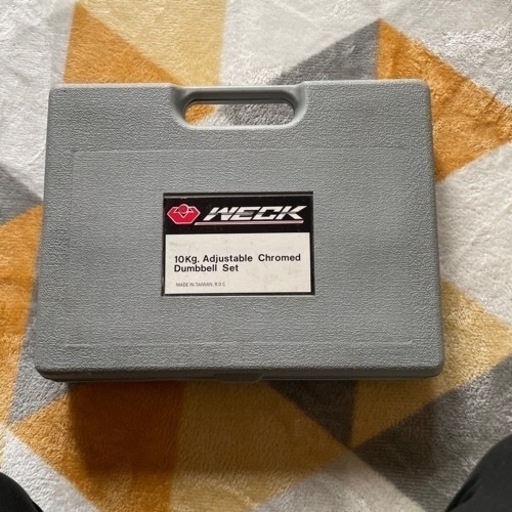 WECK
10Kg. Adjustable Chromed
Dumbbell Set
MADE IN TAIWAN, R.O.C